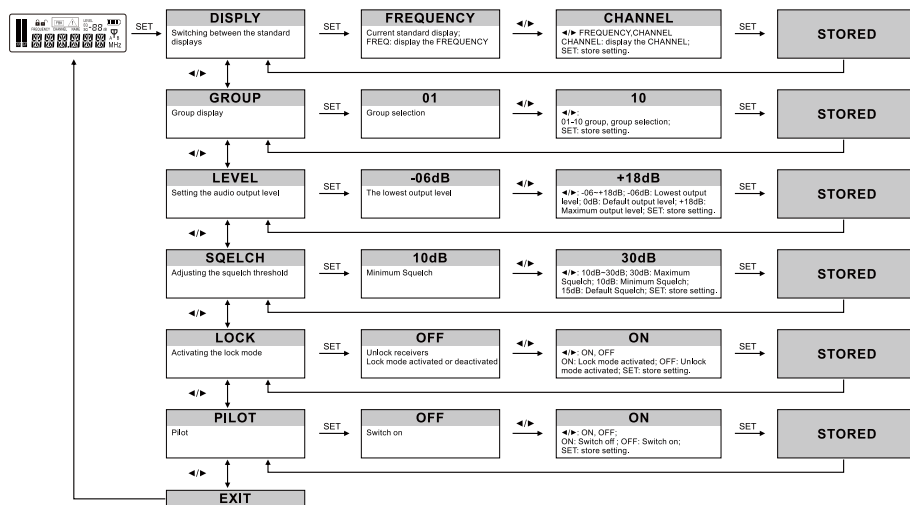 LEVEL
FREQUENCY CHANNEL NAME
MHz
SET
DISPLY
Switching between the standard
displays
SET
FREQUENCY
Current standard display;
FREQ: display the FREQUENCY
◄/►
CHANNEL
◄/► FREQUENCY,CHANNEL
CHANNEL: display the CHANNEL;
SET: store setting.
SET
STORED
◄/►
GROUP
Group display
SET
01
Group selection
◄/►
10
◄/►:
01-10 group, group selection;
SET: store setting.
SET
STORED
◄/►
LEVEL
Setting the audio output level
SET
-06dB
The lowest output level
◄/►
+18dB
◄/►: -06~+18dB; -06dB: Lowest output
level; 0dB: Default output level; +18dB:
Maximum output level; SET: store setting.
SET
STORED
◄/►
SQELCH
Adjusting the squelch threshold
SET
10dB
Minimum Squelch
◄/►
30dB
◄/►: 10dB~30dB; 30dB: Maximum
Squelch; 10dB: Minimum Squelch;
15dB: Default Squelch; SET: store setting.
SET
STORED
◄/►
LOCK
Activating the lock mode
SET
OFF
Unlock receivers
Lock mode activated or deactivated
◄/►
ON
◄/►: ON, OFF
ON: Lock mode activated; OFF: Unlock
mode activated; SET: store setting.
SET
STORED
◄/►
PILOT
Pilot
SET
OFF
Switch on
◄/►
ON
◄/►: ON, OFF;
ON: Switch off ; OFF: Switch on;
SET: store setting.
SET
STORED
◄/►
EXIT